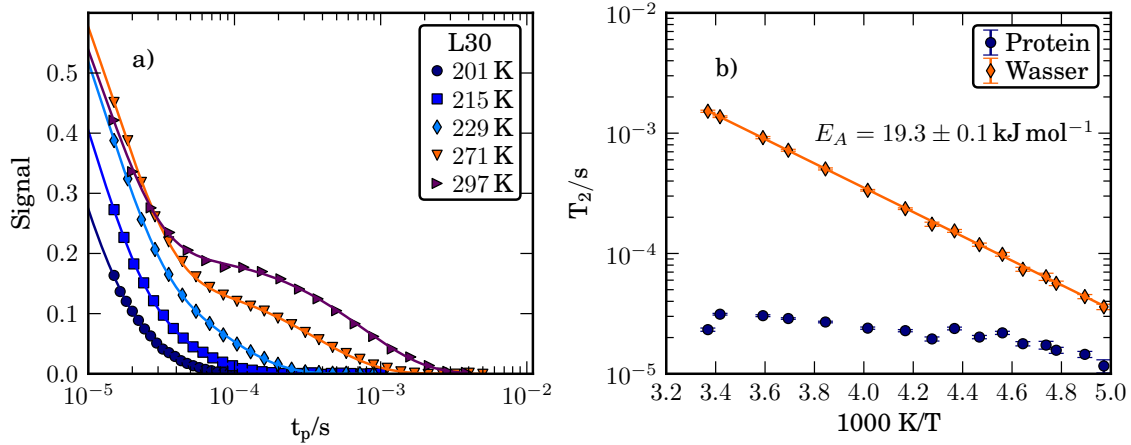 a)
L30
201 K
215 K
229 K
271 K
297 K
Signal
0.5
0.4
0.3
0.2
0.1
0.0
10⁻⁵
10⁻⁴
10⁻³
10⁻²
tₚ/s
b)
Protein
Wasser
E_A = 19.3 ± 0.1 kJ mol⁻¹
T₂/s
10⁻²
10⁻³
10⁻⁴
10⁻⁵
3.2 3.4 3.6 3.8 4.0 4.2 4.4 4.6 4.8 5.0
1000 K/T